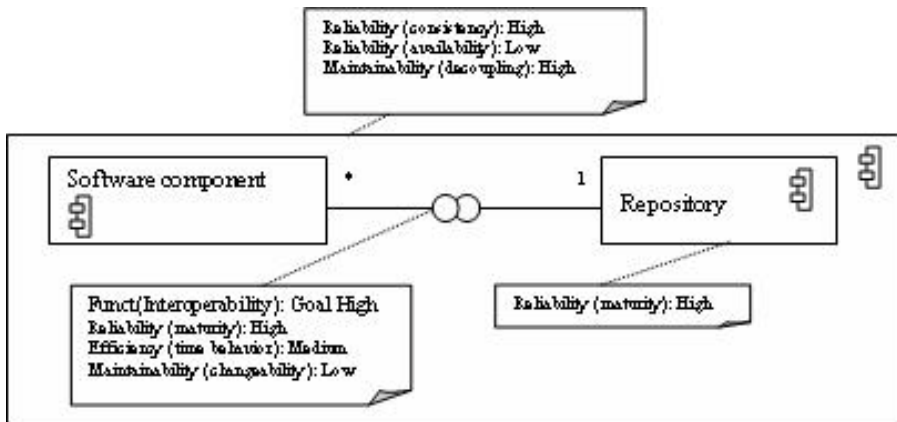 Reliability (consistency): High
Reliability (availability): Low
Maintainability (decoupling): High
Software component
*
1
Repository
Funct(Interoperability): Goal High
Reliability (maturity): High
Efficiency (time behavior): Medium
Maintainability (changeability): Low
Reliability (maturity): High